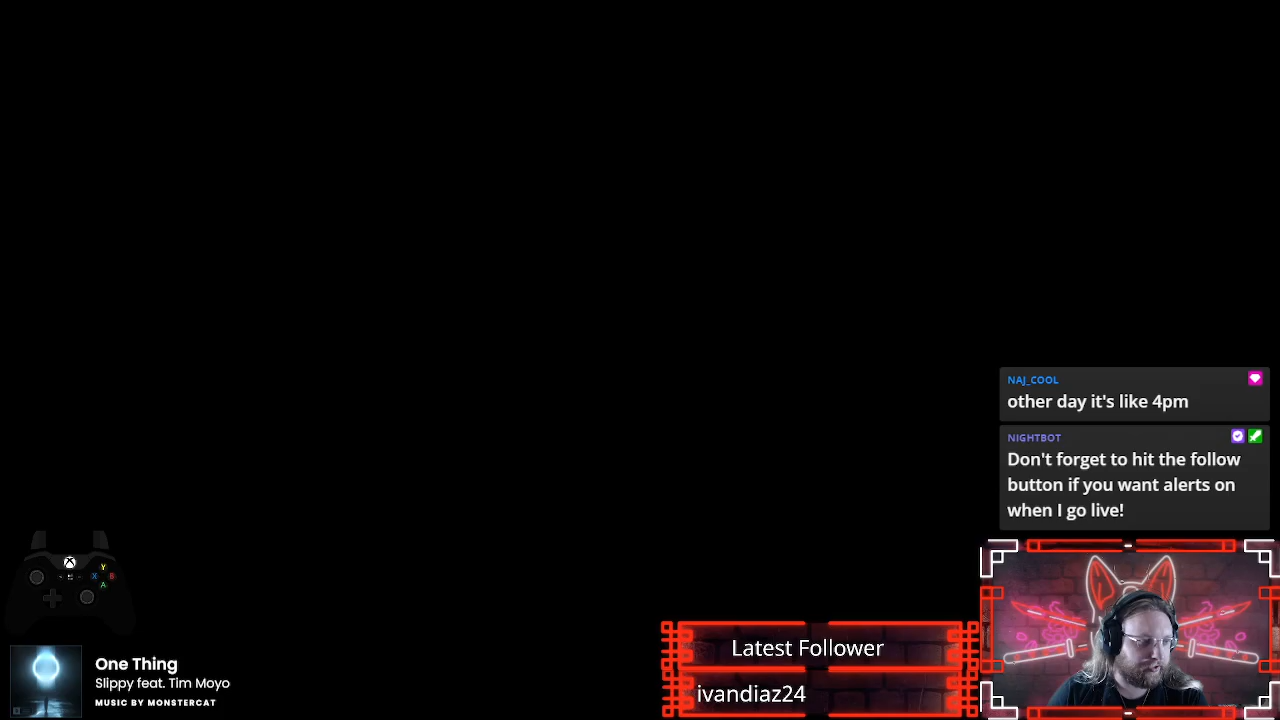 NAJ_COOL
other day it's like 4pm
NIGHTBOT
Don't forget to hit the follow
button if you want alerts on
when I go live!
Y
X B
A
One Thing
Slippy feat. Tim Moyo
MUSIC BY MONSTERCAT
Latest Follower
ivandiaz24